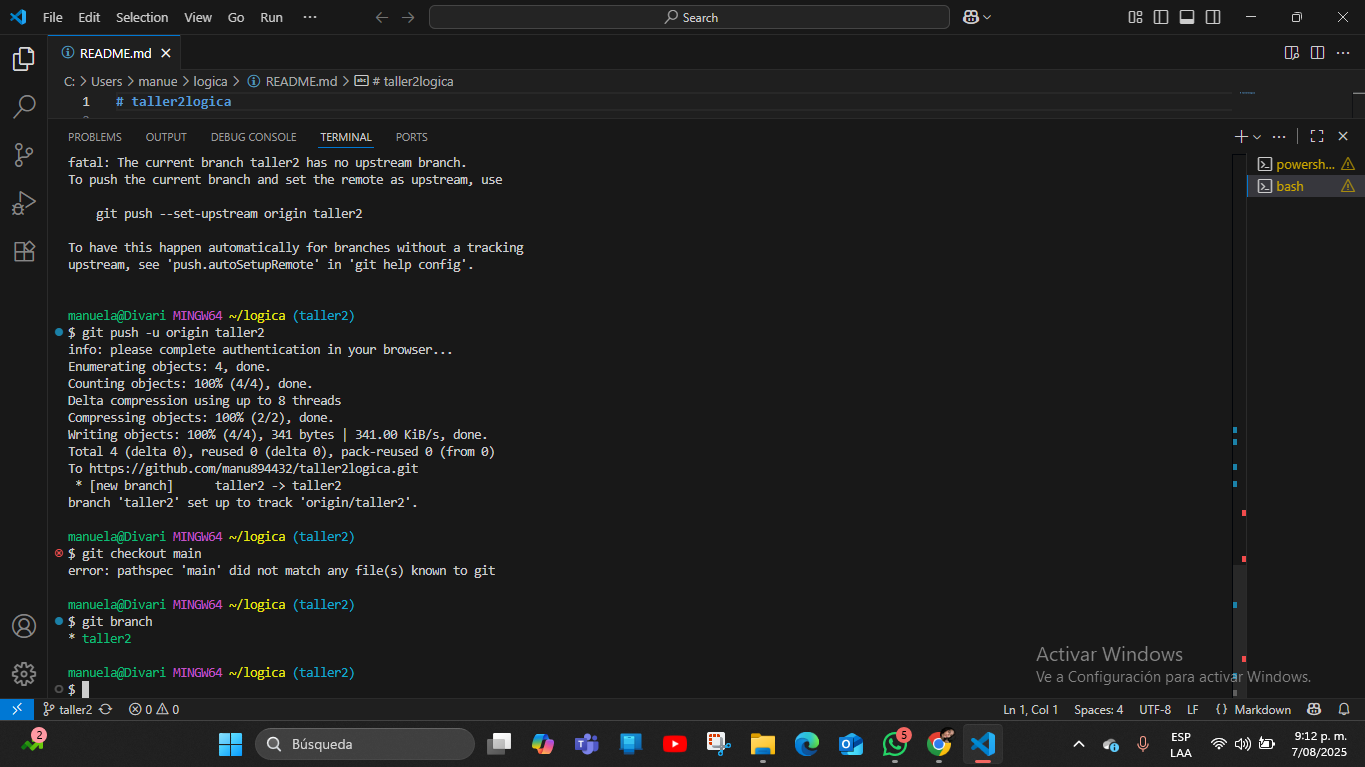 File Edit Selection View Go Run ···
Search
README.md
C: > Users > manue > logica > README.md > # taller2logica
1 # taller2logica
PROBLEMS OUTPUT DEBUG CONSOLE TERMINAL PORTS
powersh...
bash
fatal: The current branch taller2 has no upstream branch.
To push the current branch and set the remote as upstream, use
git push --set-upstream origin taller2
To have this happen automatically for branches without a tracking
upstream, see 'push.autoSetupRemote' in 'git help config'.
manuela@Divari MINGW64 ~/logica (taller2)
$ git push -u origin taller2
info: please complete authentication in your browser...
Enumerating objects: 4, done.
Counting objects: 100% (4/4), done.
Delta compression using up to 8 threads
Compressing objects: 100% (2/2), done.
Writing objects: 100% (4/4), 341 bytes | 341.00 KiB/s, done.
Total 4 (delta 0), reused 0 (delta 0), pack-reused 0 (from 0)
To https://github.com/manu894432/taller2logica.git
* [new branch] taller2 -> taller2
branch 'taller2' set up to track 'origin/taller2'.
manuela@Divari MINGW64 ~/logica (taller2)
$ git checkout main
error: pathspec 'main' did not match any file(s) known to git
manuela@Divari MINGW64 ~/logica (taller2)
$ git branch
* taller2
manuela@Divari MINGW64 ~/logica (taller2)
$
Activar Windows
Ve a Configuración para activar Windows.
taller2 0 0 Ln 1, Col 1 Spaces: 4 UTF-8 LF {} Markdown
2
Búsqueda
5
ESP
LAA
9:12 p. m.
7/08/2025